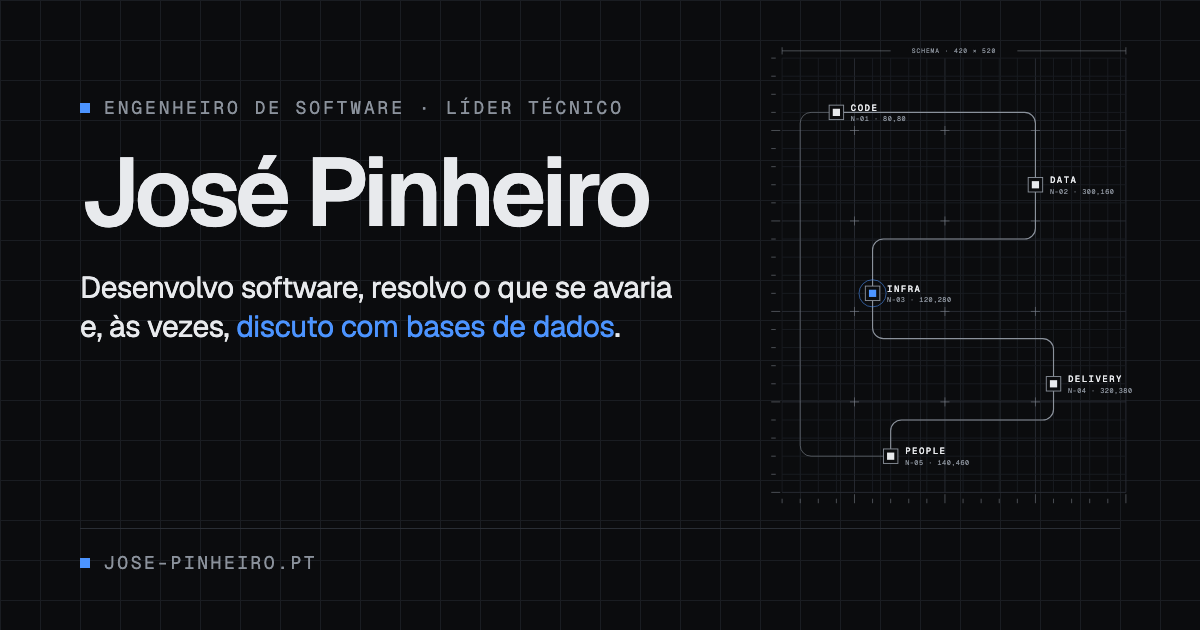 SCHEMA · 420 × 520
ENGENHEIRO DE SOFTWARE · LÍDER TÉCNICO
José Pinheiro
Desenvolvo software, resolvo o que se avaria
e, às vezes, discuto com bases de dados.
CODE
N-01 · 80,80
DATA
N-02 · 300,160
INFRA
N-03 · 120,280
DELIVERY
N-04 · 320,380
PEOPLE
N-05 · 140,460
JOSE-PINHEIRO.PT